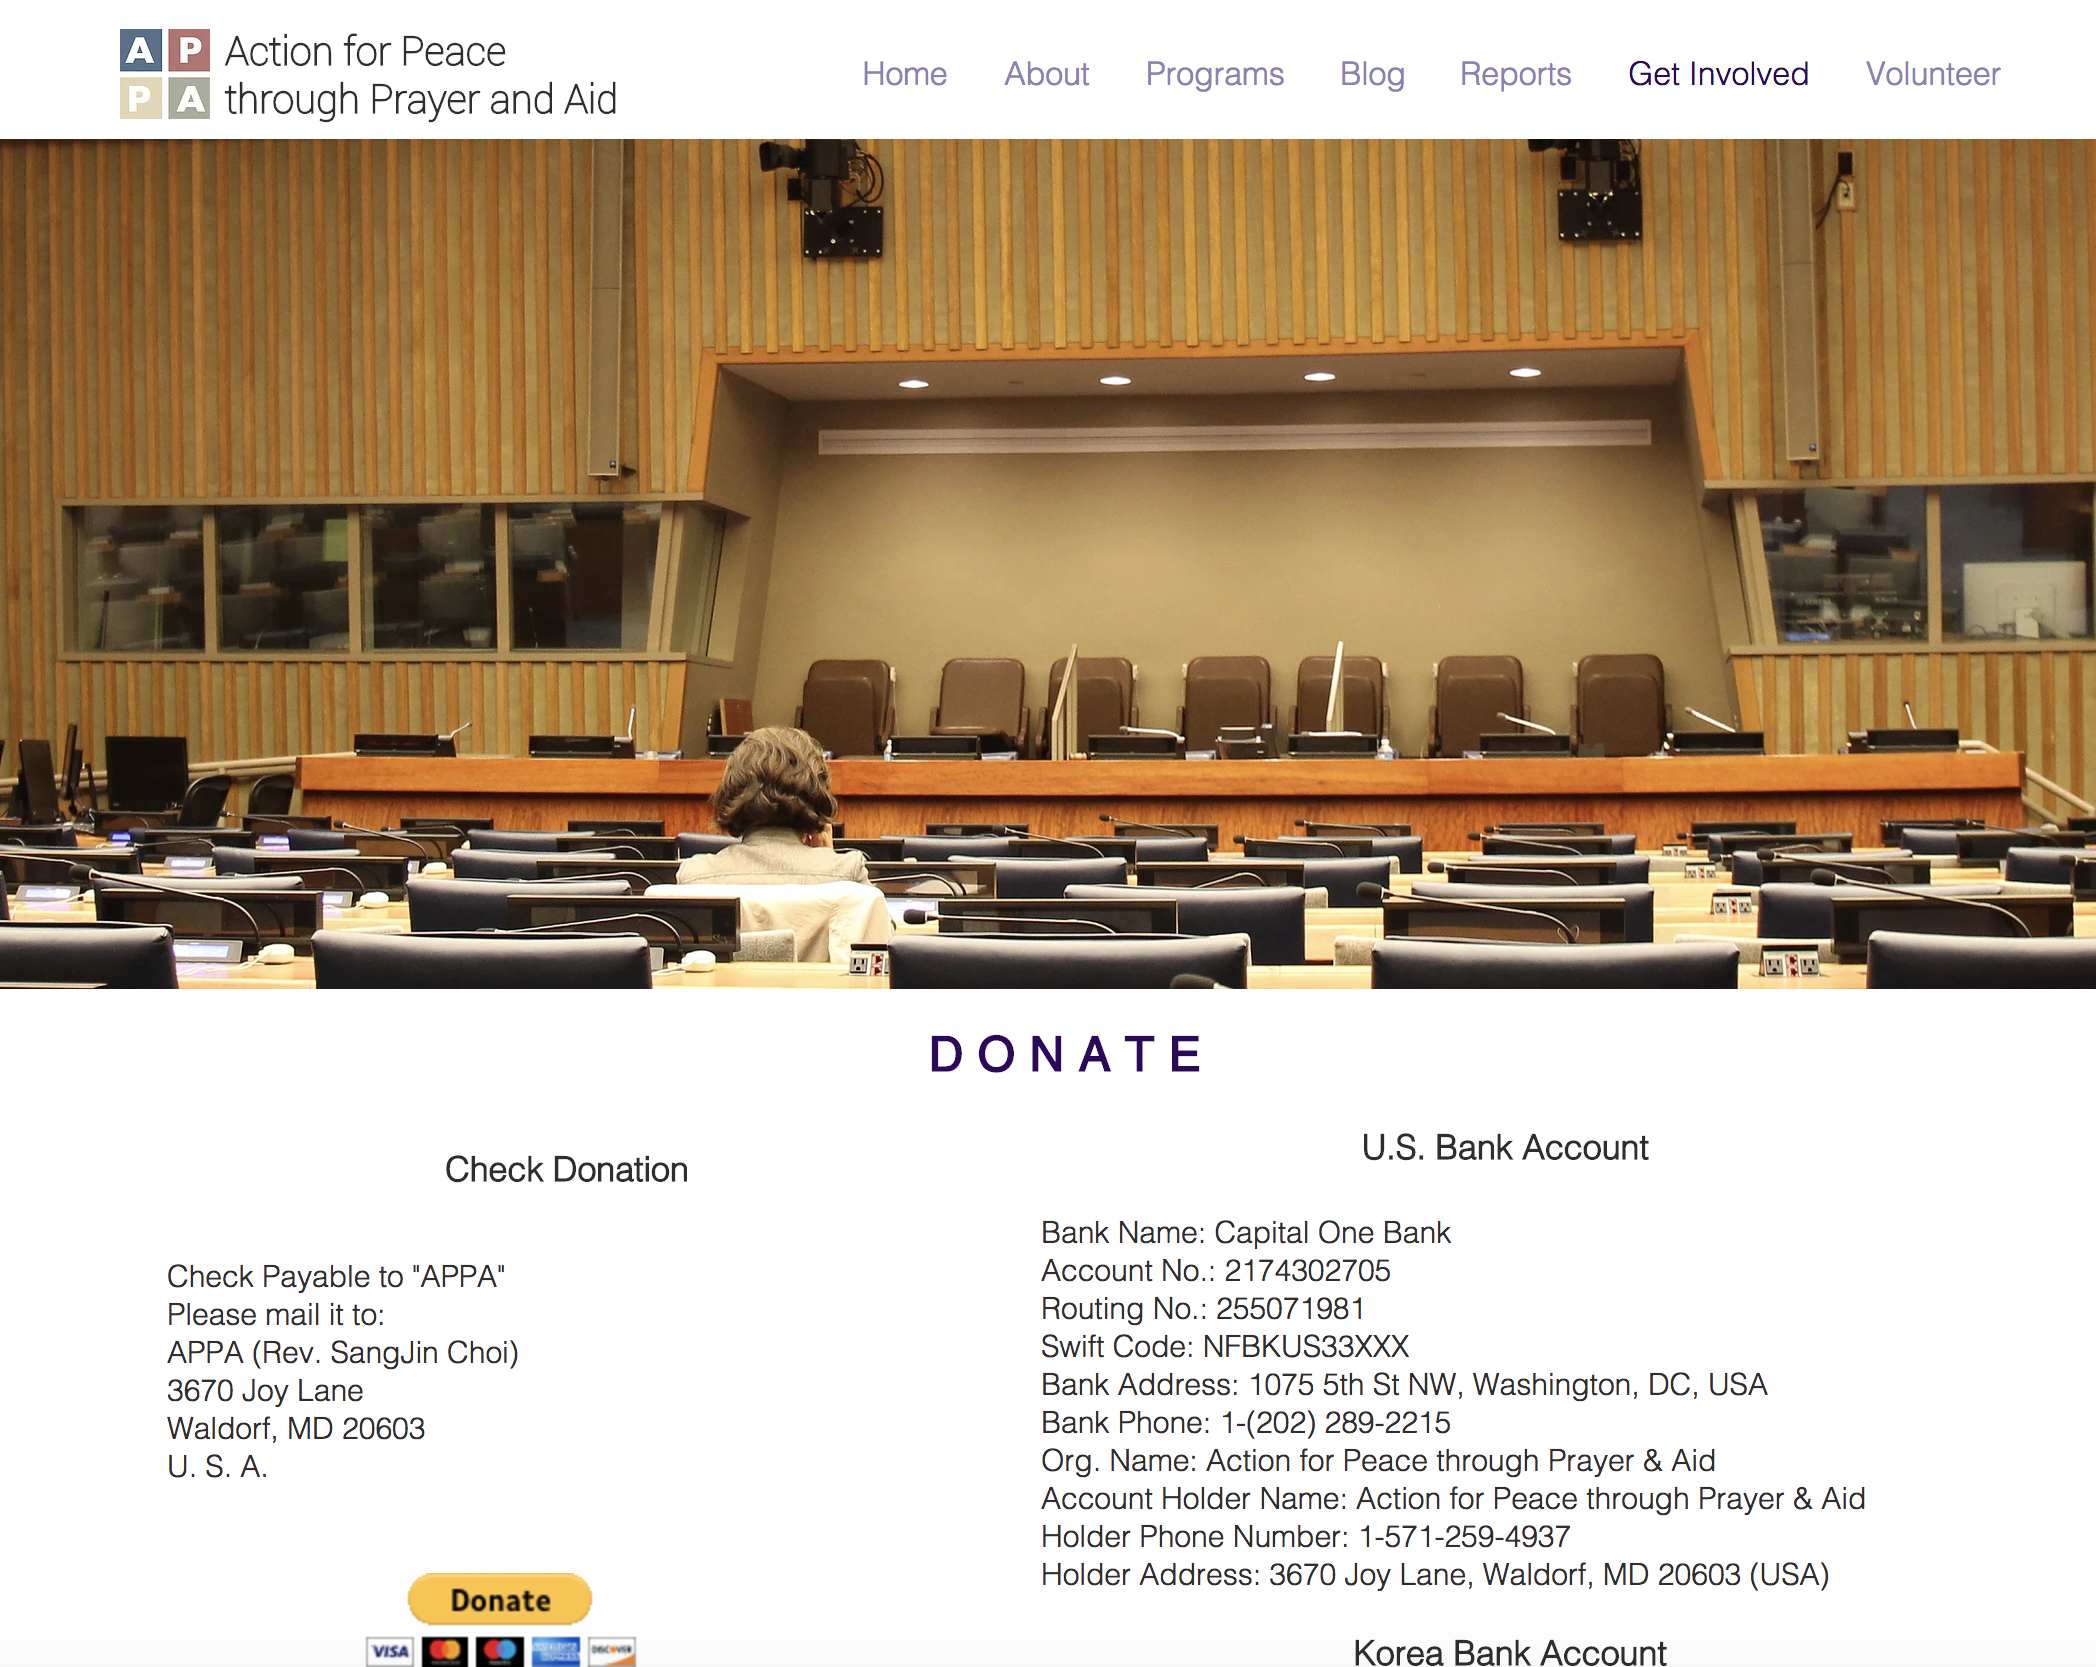 A P
P A
Action for Peace
through Prayer and Aid
Home About Programs Blog Reports Get Involved Volunteer
DONATE
Check Donation
Check Payable to "APPA"
Please mail it to:
APPA (Rev. SangJin Choi)
3670 Joy Lane
Waldorf, MD 20603
U. S. A.
Donate
VISA
AMERICAN EXPRESS
DISCOVER
U.S. Bank Account
Bank Name: Capital One Bank
Account No.: 2174302705
Routing No.: 255071981
Swift Code: NFBKUS33XXX
Bank Address: 1075 5th St NW, Washington, DC, USA
Bank Phone: 1-(202) 289-2215
Org. Name: Action for Peace through Prayer & Aid
Account Holder Name: Action for Peace through Prayer & Aid
Holder Phone Number: 1-571-259-4937
Holder Address: 3670 Joy Lane, Waldorf, MD 20603 (USA)
Korea Bank Account